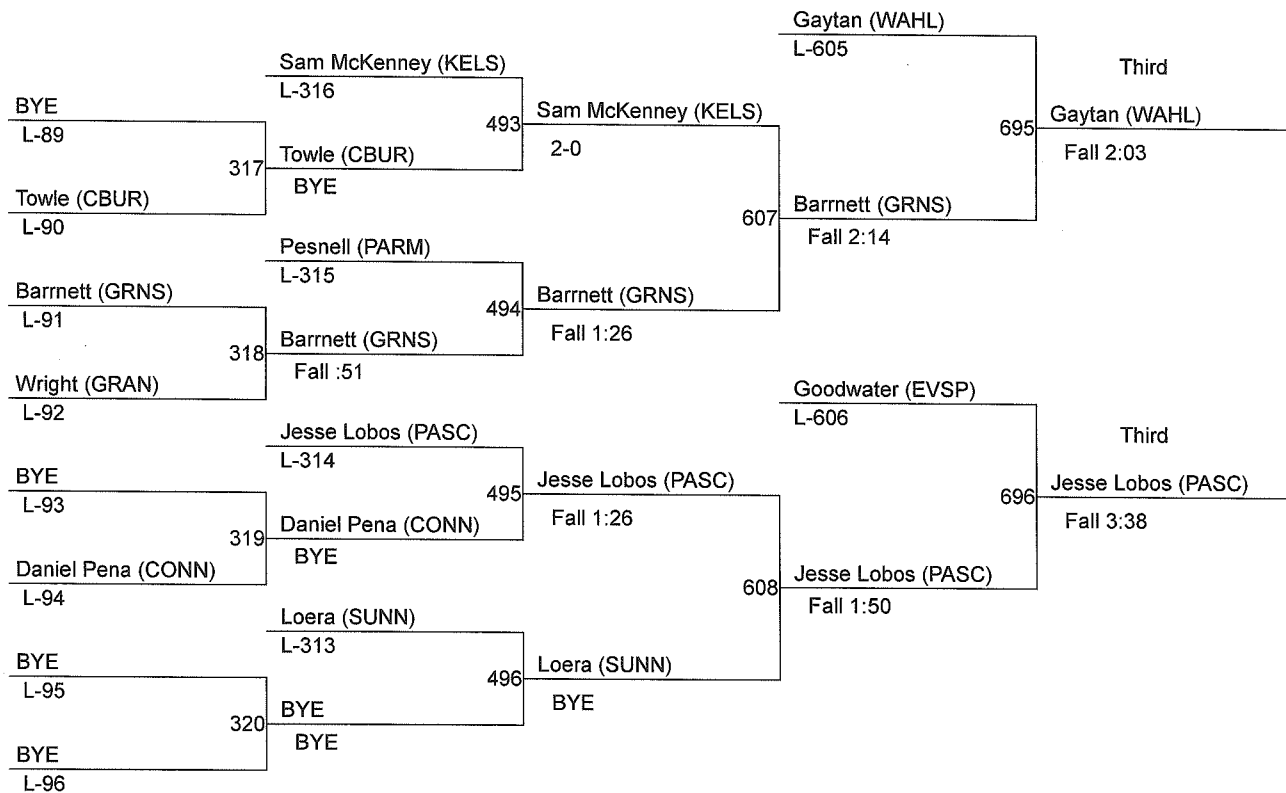 Gaytan (WAHL)
L-605
Third
Sam McKenney (KELS)
L-316
BYE
L-89
493
Sam McKenney (KELS)
2-0
695
Gaytan (WAHL)
Fall 2:03
317
Towle (CBUR)
BYE
Towle (CBUR)
L-90
607
Barrnett (GRNS)
Fall 2:14
Pesnell (PARM)
L-315
Barrnett (GRNS)
L-91
494
Barrnett (GRNS)
Fall 1:26
318
Barrnett (GRNS)
Fall :51
Wright (GRAN)
L-92
Goodwater (EVSP)
L-606
Third
Jesse Lobos (PASC)
L-314
BYE
L-93
495
Jesse Lobos (PASC)
Fall 1:26
696
Jesse Lobos (PASC)
Fall 3:38
319
Daniel Pena (CONN)
BYE
Daniel Pena (CONN)
L-94
608
Jesse Lobos (PASC)
Fall 1:50
Loera (SUNN)
L-313
BYE
L-95
496
Loera (SUNN)
BYE
320
BYE
BYE
BYE
L-96